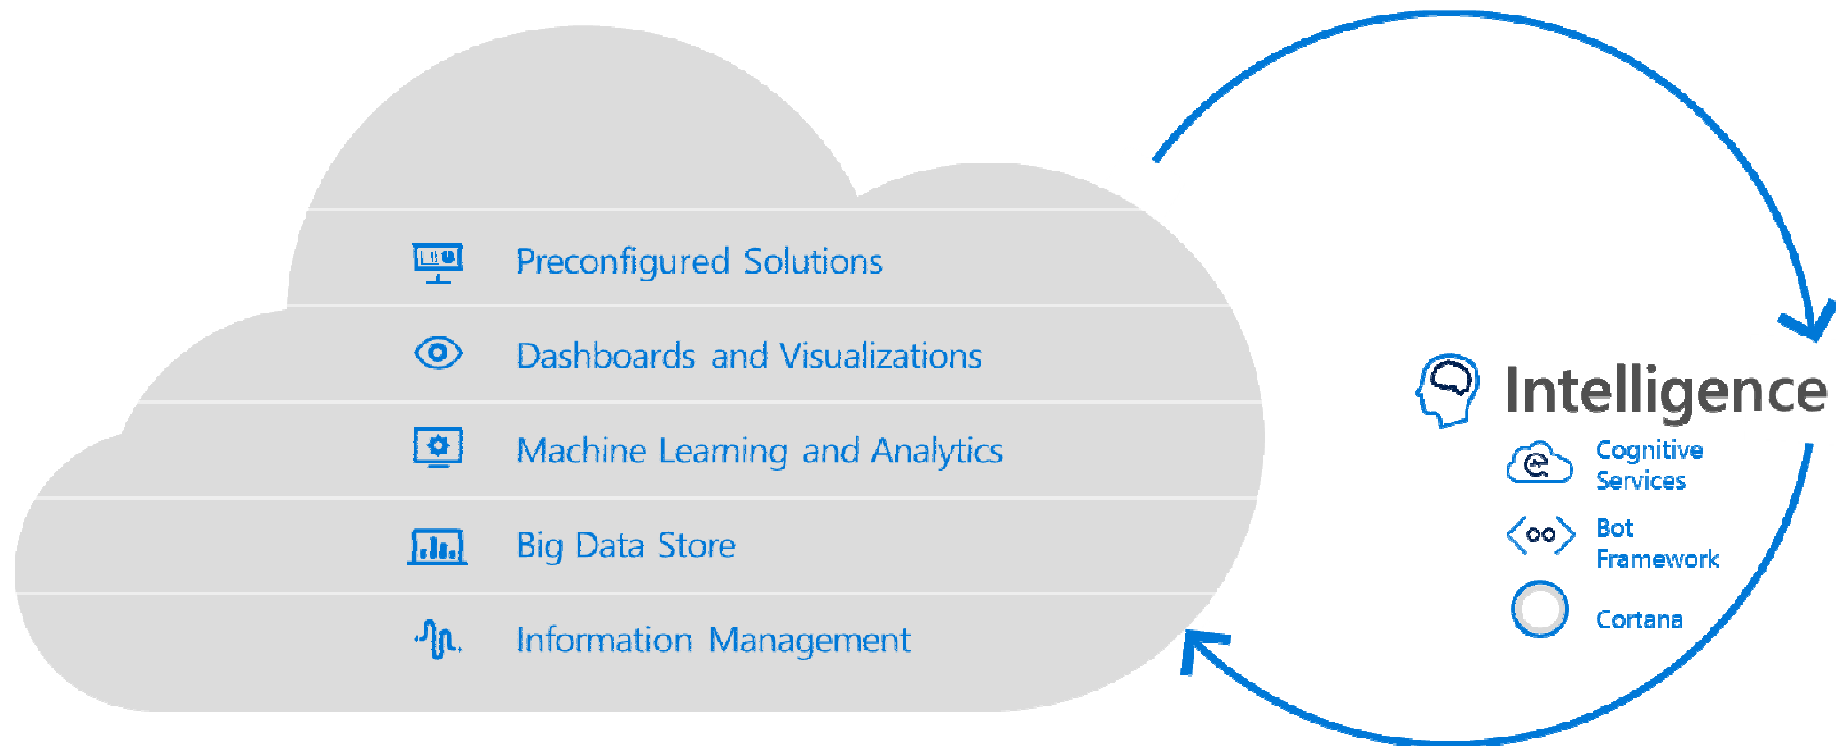 Preconfigured Solutions
Dashboards and Visualizations
Machine Learning and Analytics
Big Data Store
Information Management
Intelligence
Cognitive
Services
Bot
Framework
Cortana